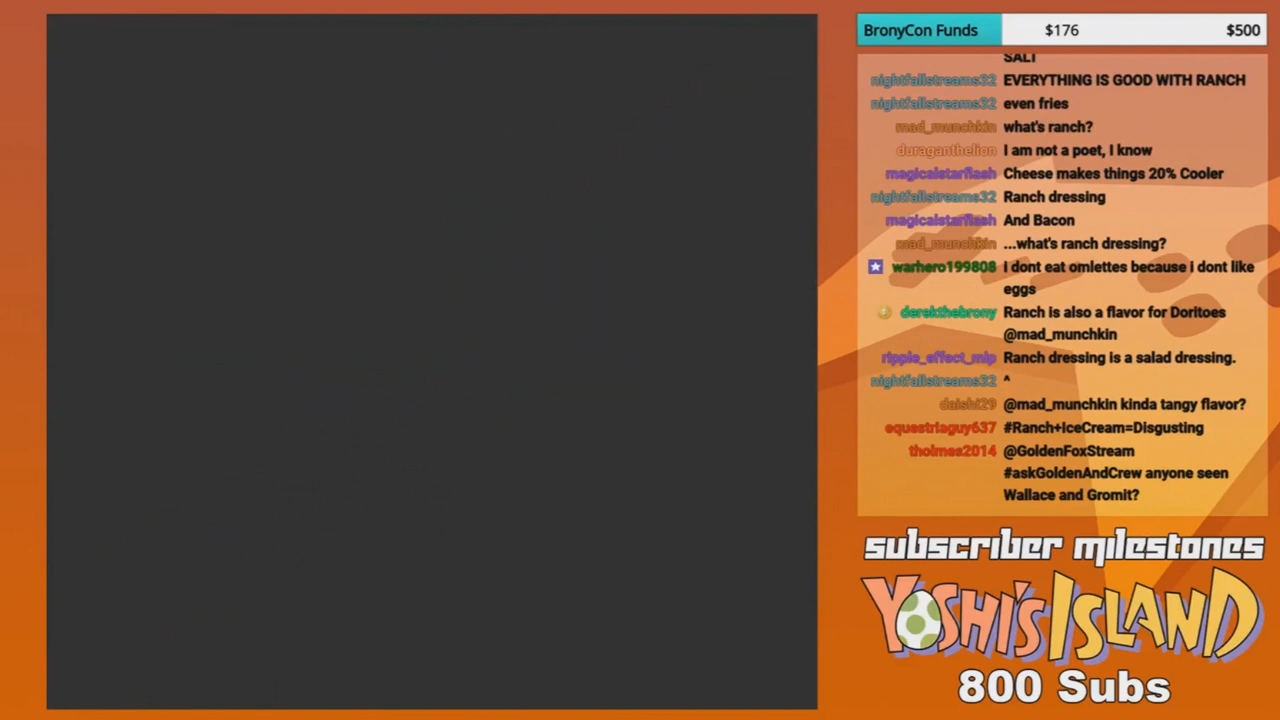 BronyCon Funds $176 $500
SALT
nightfallstreams32 EVERYTHING IS GOOD WITH RANCH
nightfallstreams32 even fries
mad_munchkin what's ranch?
duraganthelion I am not a poet, I know
magicalstarflash Cheese makes things 20% Cooler
nightfallstreams32 Ranch dressing
magicalstarflash And Bacon
mad_munchkin ...what's ranch dressing?
warhero199808 i dont eat omlettes because i dont like
eggs
derekthebrony Ranch is also a flavor for Doritoes
@mad_munchkin
ripple_effect_mlp Ranch dressing is a salad dressing.
nightfallstreams32 ^
daishi29 @mad_munchkin kinda tangy flavor?
equestriaguy637 #Ranch+IceCream=Disgusting
tholmes2014 @GoldenFoxStream
#askGoldenAndCrew anyone seen
Wallace and Gromit?
subscriber milestones
YOSHI'S ISLAND
800 Subs